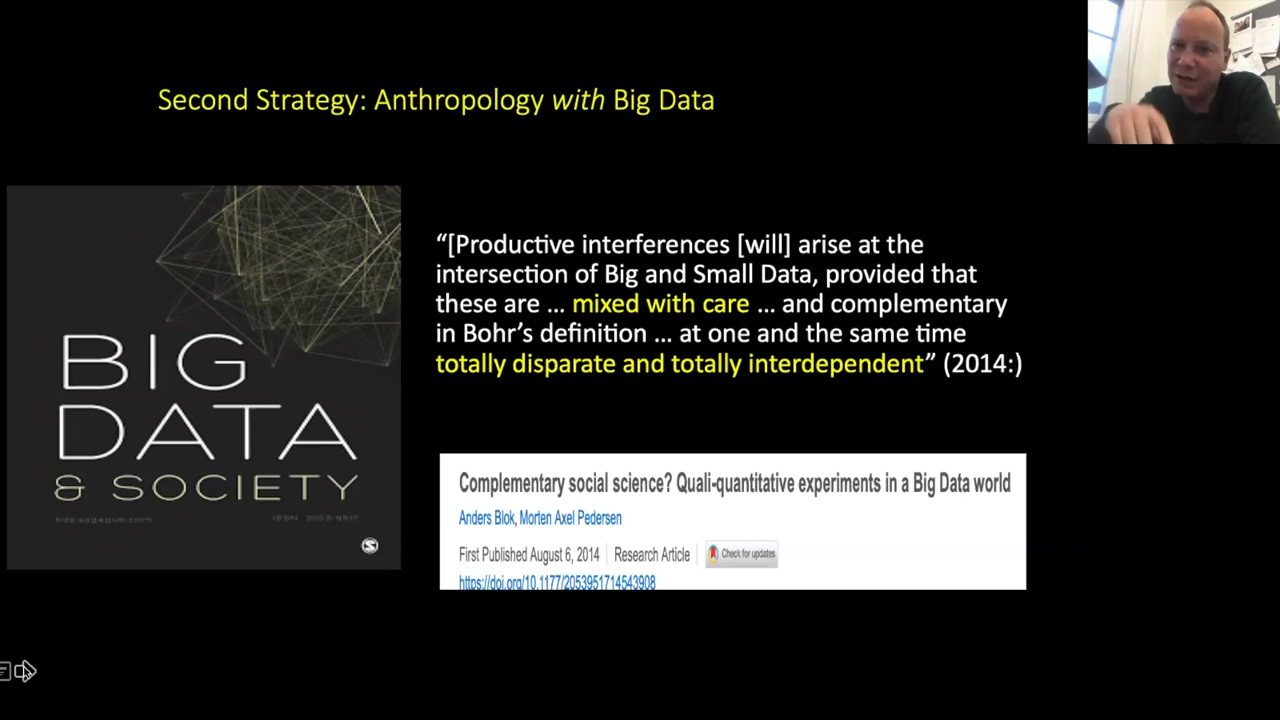 Second Strategy: Anthropology with Big Data
BIG
DATA
& SOCIETY
“[Productive interferences [will] arise at the
intersection of Big and Small Data, provided that
these are … mixed with care … and complementary
in Bohr’s definition … at one and the same time
totally disparate and totally interdependent” (2014:)
Complementary social science? Quali-quantitative experiments in a Big Data world
Anders Blok, Morten Axel Pedersen
First Published August 6, 2014 Research Article Check for updates
https://doi.org/10.1177/2053951714543908